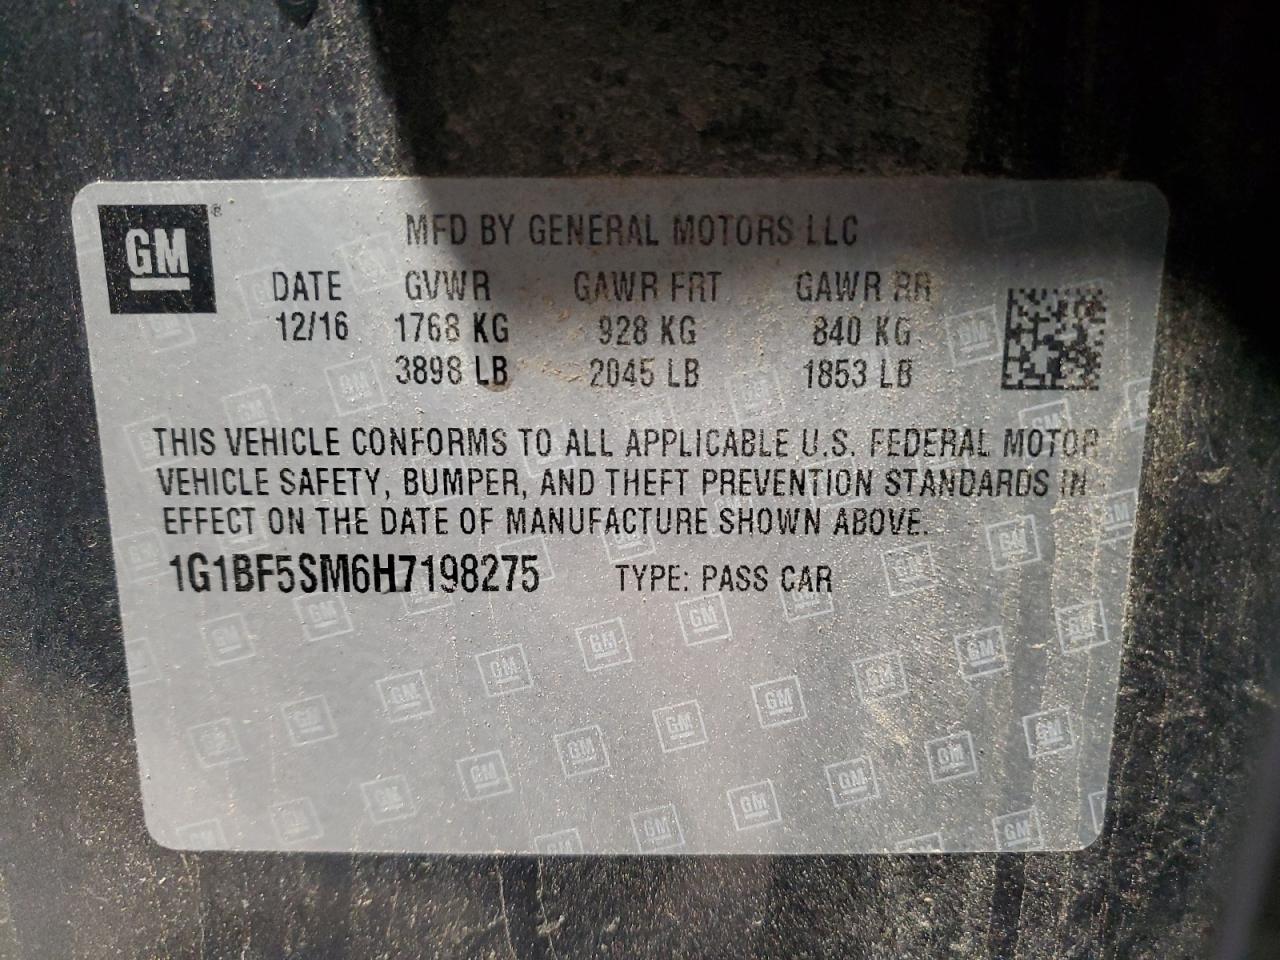 GM®
MFD BY GENERAL MOTORS LLC
DATE GVWR GAWR FRT GAWR RR
12/16 1768 KG 928 KG 840 KG
3898 LB 2045 LB 1853 LB
THIS VEHICLE CONFORMS TO ALL APPLICABLE U.S. FEDERAL MOTOR
VEHICLE SAFETY, BUMPER, AND THEFT PREVENTION STANDARDS IN
EFFECT ON THE DATE OF MANUFACTURE SHOWN ABOVE.
1G1BF5SM6H7198275 TYPE: PASS CAR